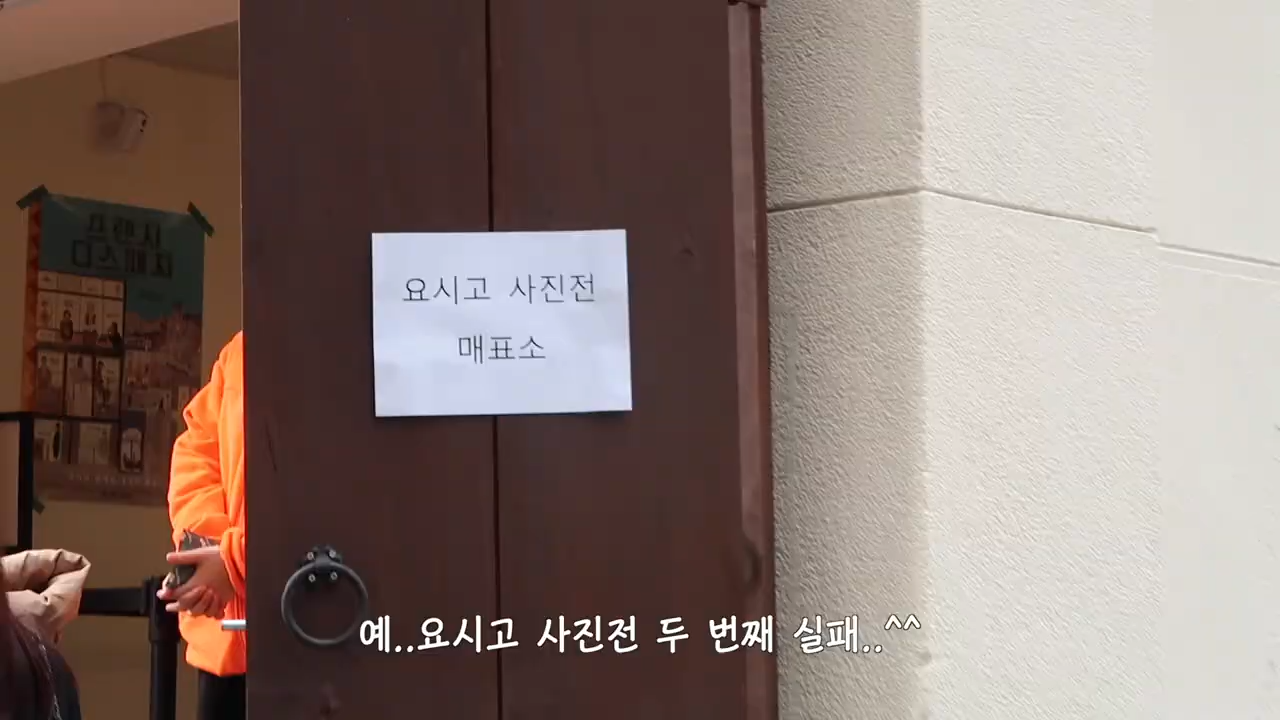 요시고 사진전
매표소
예..요시고 사진전 두 번째 실패..^^